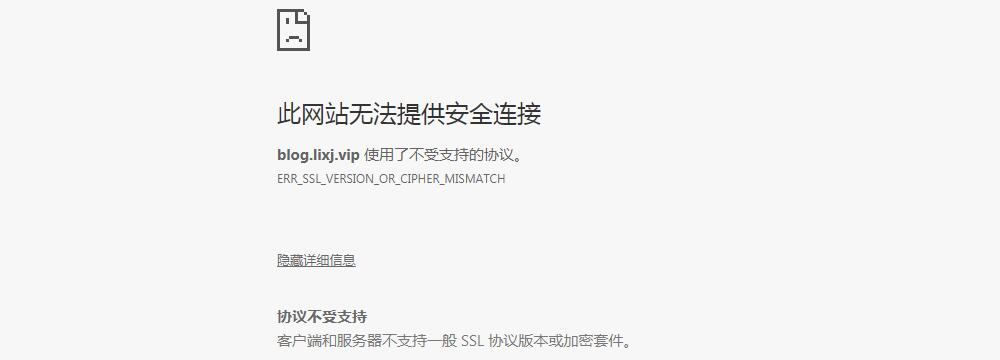 此网站无法提供安全连接
blog.lixj.vip 使用了不受支持的协议。
ERR_SSL_VERSION_OR_CIPHER_MISMATCH
隐藏详细信息
协议不受支持
客户端和服务器不支持一般 SSL 协议版本或加密套件。